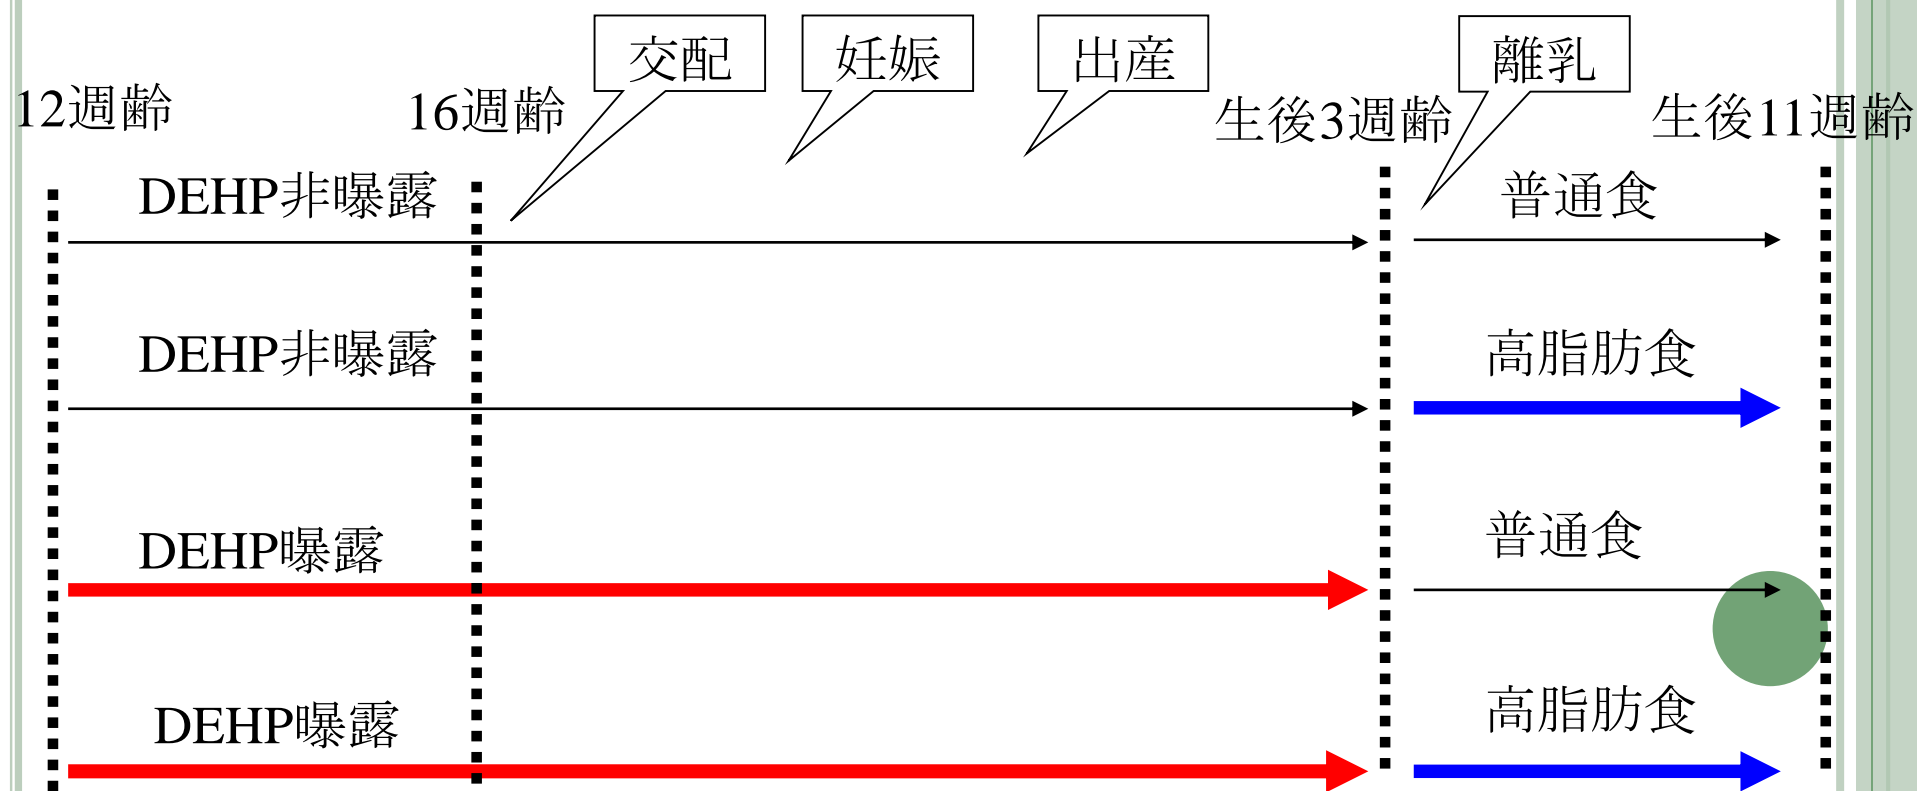 交配
妊娠
出産
離乳
12週齢
16週齢
生後3週齢
生後11週齢
DEHP非曝露
普通食
DEHP非曝露
高脂肪食
DEHP曝露
普通食
DEHP曝露
高脂肪食